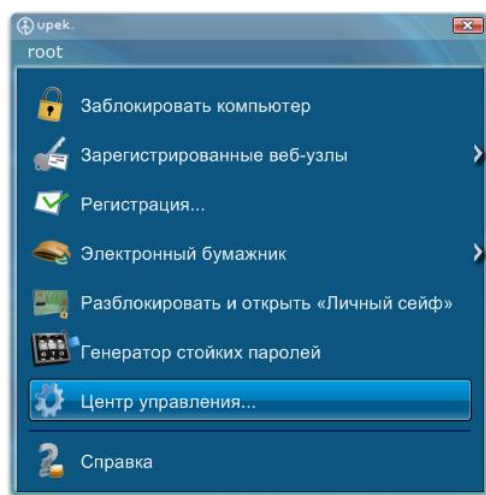 upek.
root
Заблокировать компьютер
Зарегистрированные веб-узлы
Регистрация...
Электронный бумажник
Разблокировать и открыть «Личный сейф»
Генератор стойких паролей
Центр управления...
Справка